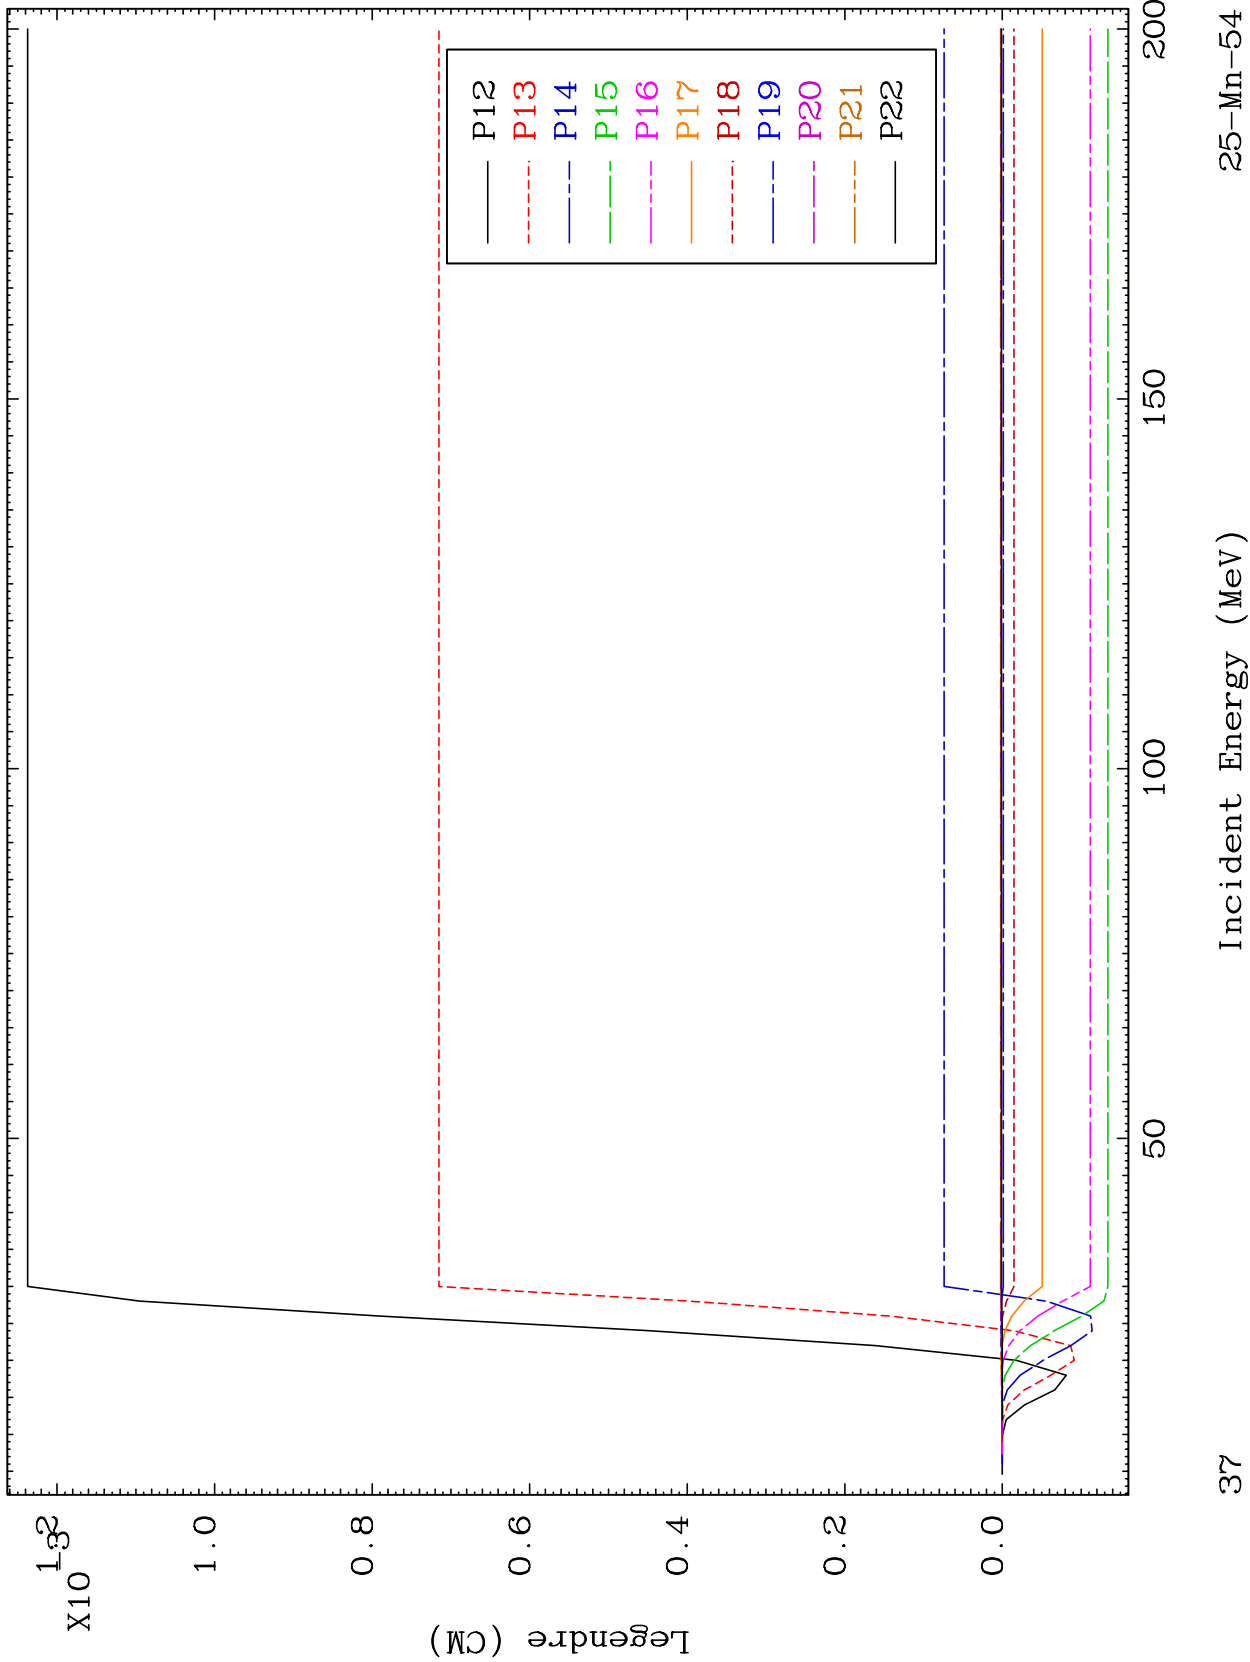 X10
-3
1.2
1.0
0.8
0.6
0.4
0.2
0.0
Legendre (CM)
P12
P13
P14
P15
P16
P17
P18
P19
P20
P21
P22
50
100
150
200
Incident Energy (MeV)
37
25-Mn-54